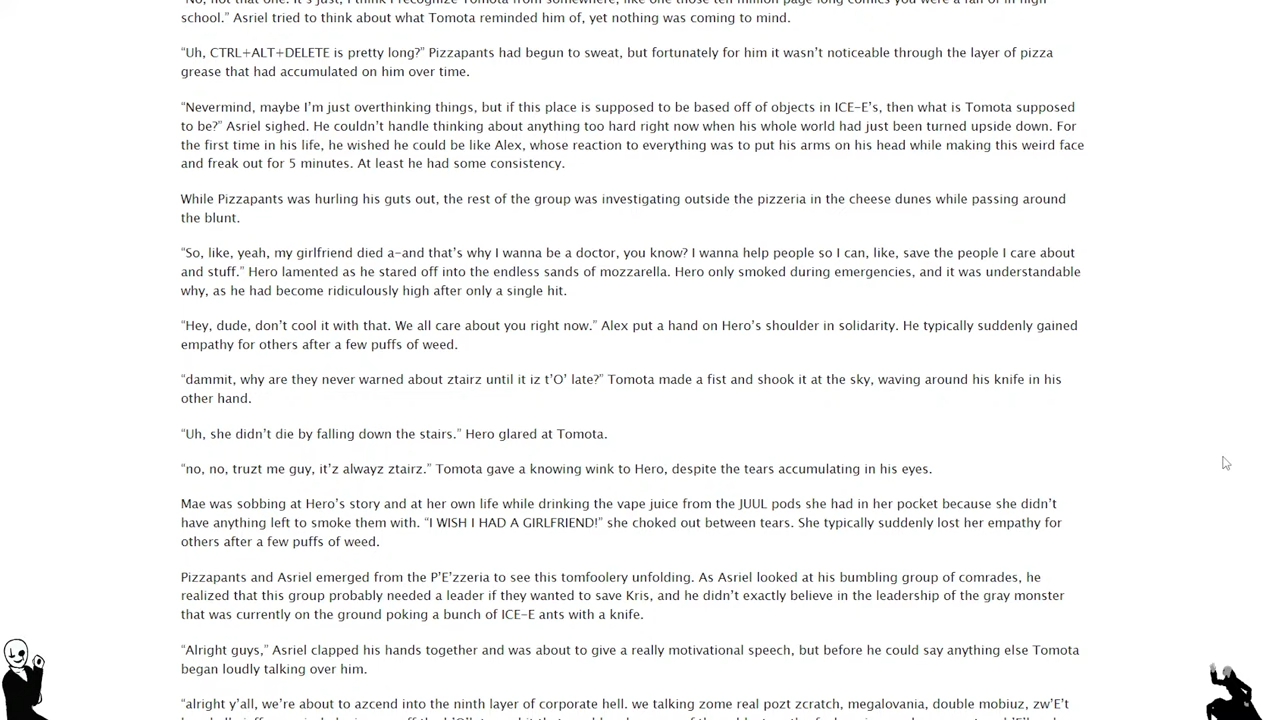 "No, not that one. It's just, I think I recognize Tomota from somewhere, like one those ten million page long comics you were a fan of in high
school." Asriel tried to think about what Tomota reminded him of, yet nothing was coming to mind.
"Uh, CTRL+ALT+DELETE is pretty long?" Pizzapants had begun to sweat, but fortunately for him it wasn't noticeable through the layer of pizza
grease that had accumulated on him over time.
"Nevermind, maybe I'm just overthinking things, but if this place is supposed to be based off of objects in ICE-E's, then what is Tomota supposed
to be?" Asriel sighed. He couldn't handle thinking about anything too hard right now when his whole world had just been turned upside down. For
the first time in his life, he wished he could be like Alex, whose reaction to everything was to put his arms on his head while making this weird face
and freak out for 5 minutes. At least he had some consistency.
While Pizzapants was hurling his guts out, the rest of the group was investigating outside the pizzeria in the cheese dunes while passing around
the blunt.
"So, like, yeah, my girlfriend died a-and that's why I wanna be a doctor, you know? I wanna help people so I can, like, save the people I care about
and stuff." Hero lamented as he stared off into the endless sands of mozzarella. Hero only smoked during emergencies, and it was understandable
why, as he had become ridiculously high after only a single hit.
"Hey, dude, don't cool it with that. We all care about you right now." Alex put a hand on Hero's shoulder in solidarity. He typically suddenly gained
empathy for others after a few puffs of weed.
"dammit, why are they never warned about ztairz until it iz t'O' late?" Tomota made a fist and shook it at the sky, waving around his knife in his
other hand.
"Uh, she didn't die by falling down the stairs." Hero glared at Tomota.
"no, no, truzt me guy, it'z alwayz ztairz." Tomota gave a knowing wink to Hero, despite the tears accumulating in his eyes.
Mae was sobbing at Hero's story and at her own life while drinking the vape juice from the JUUL pods she had in her pocket because she didn't
have anything left to smoke them with. "I WISH I HAD A GIRLFRIEND!" she choked out between tears. She typically suddenly lost her empathy for
others after a few puffs of weed.
Pizzapants and Asriel emerged from the P'E'zzeria to see this tomfoolery unfolding. As Asriel looked at his bumbling group of comrades, he
realized that this group probably needed a leader if they wanted to save Kris, and he didn't exactly believe in the leadership of the gray monster
that was currently on the ground poking a bunch of ICE-E ants with a knife.
"Alright guys," Asriel clapped his hands together and was about to give a really motivational speech, but before he could say anything else Tomota
began loudly talking over him.
"alright y'all, we're about to azcend into the ninth layer of corporate hell. we talking zome real pozt zcratch, megalovania, double mobiuz, zw'E't